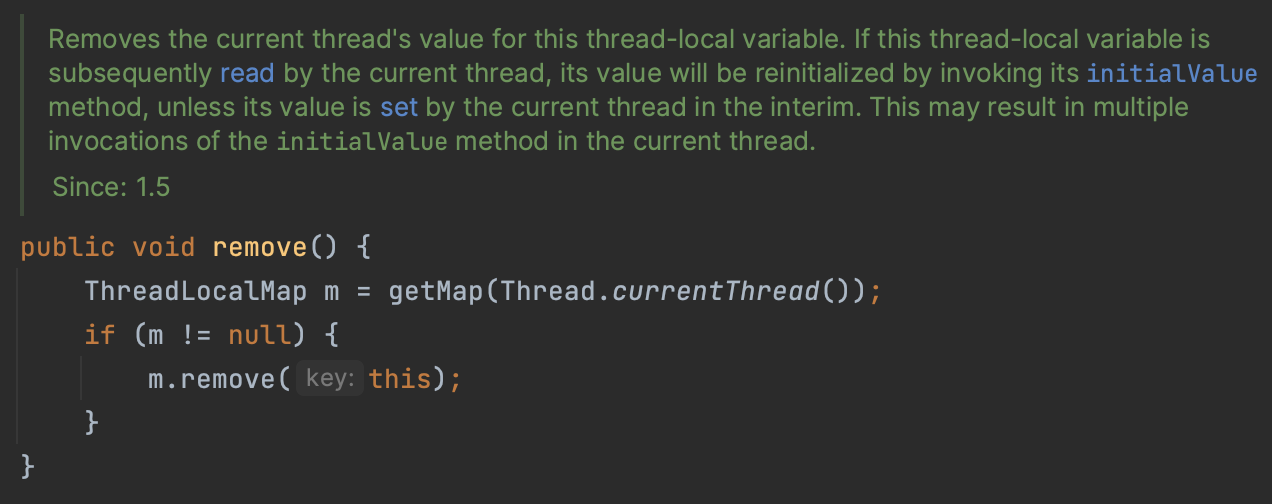 Removes the current thread's value for this thread-local variable. If this thread-local variable is
subsequently read by the current thread, its value will be reinitialized by invoking its initialValue
method, unless its value is set by the current thread in the interim. This may result in multiple
invocations of the initialValue method in the current thread.
Since: 1.5
public void remove() {
    ThreadLocalMap m = getMap(Thread.currentThread());
    if (m != null) {
        m.remove( key: this);
    }
}